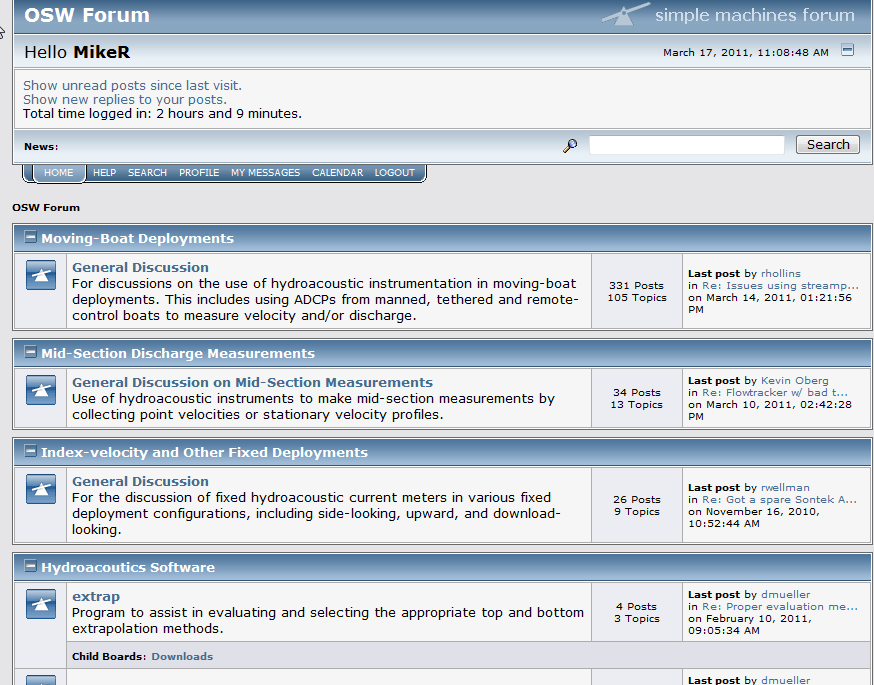 OSW Forum
simple machines forum
Hello MikeR
March 17, 2011, 11:08:48 AM
Show unread posts since last visit.
Show new replies to your posts.
Total time logged in: 2 hours and 9 minutes.
News:
Search
HOME HELP SEARCH PROFILE MY MESSAGES CALENDAR LOGOUT
OSW Forum
Moving-Boat Deployments
General Discussion
For discussions on the use of hydroacoustic instrumentation in moving-boat
deployments. This includes using ADCPs from manned, tethered and remote-
control boats to measure velocity and/or discharge.
331 Posts
105 Topics
Last post by rhollins
in Re: Issues using streamp...
on March 14, 2011, 01:21:56
PM
Mid-Section Discharge Measurements
General Discussion on Mid-Section Measurements
Use of hydroacoustic instruments to make mid-section measurements by
collecting point velocities or stationary velocity profiles.
34 Posts
13 Topics
Last post by Kevin Oberg
in Re: Flowtracker w/ bad t...
on March 10, 2011, 02:42:28
PM
Index-velocity and Other Fixed Deployments
General Discussion
For the discussion of fixed hydroacoustic current meters in various fixed
deployment configurations, including side-looking, upward, and download-
looking.
26 Posts
9 Topics
Last post by rwellman
in Re: Got a spare Sontek A...
on November 16, 2010,
10:52:44 AM
Hydroacoutics Software
extrap
Program to assist in evaluating and selecting the appropriate top and bottom
extrapolation methods.
4 Posts
3 Topics
Last post by dmueller
in Re: Proper evaluation me...
on February 10, 2011,
09:05:34 AM
Child Boards: Downloads
Last post by dmueller